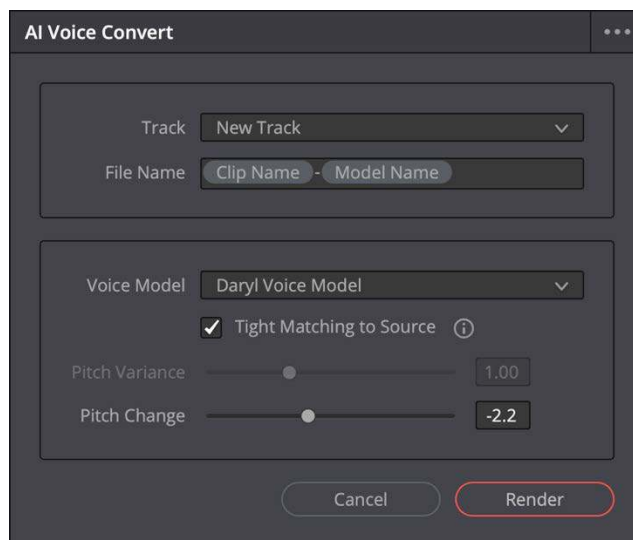 AI Voice Convert
Track New Track
File Name Clip Name - Model Name
Voice Model Daryl Voice Model
Tight Matching to Source
Pitch Variance 1.00
Pitch Change -2.2
Cancel Render